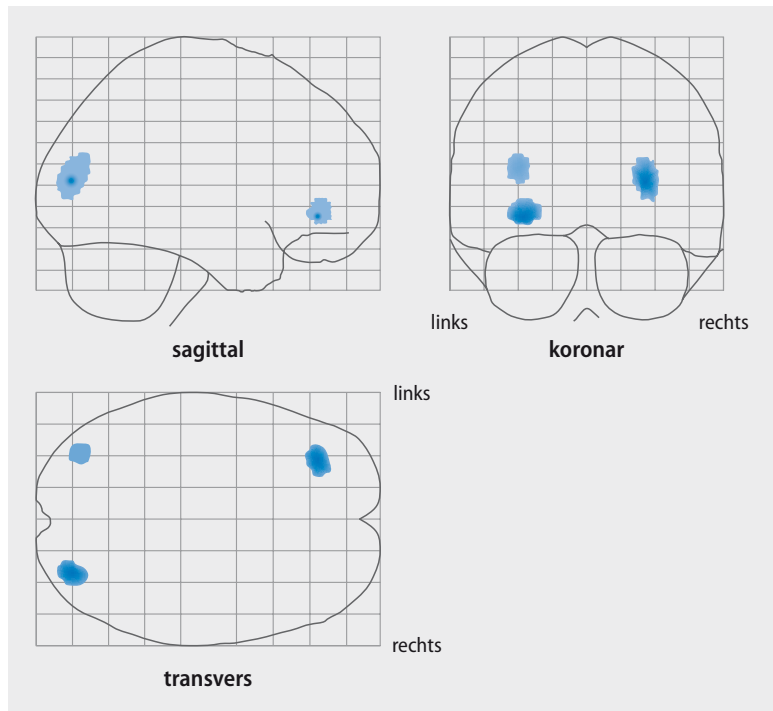 links
rechts
sagittal
koronar
links
rechts
transvers